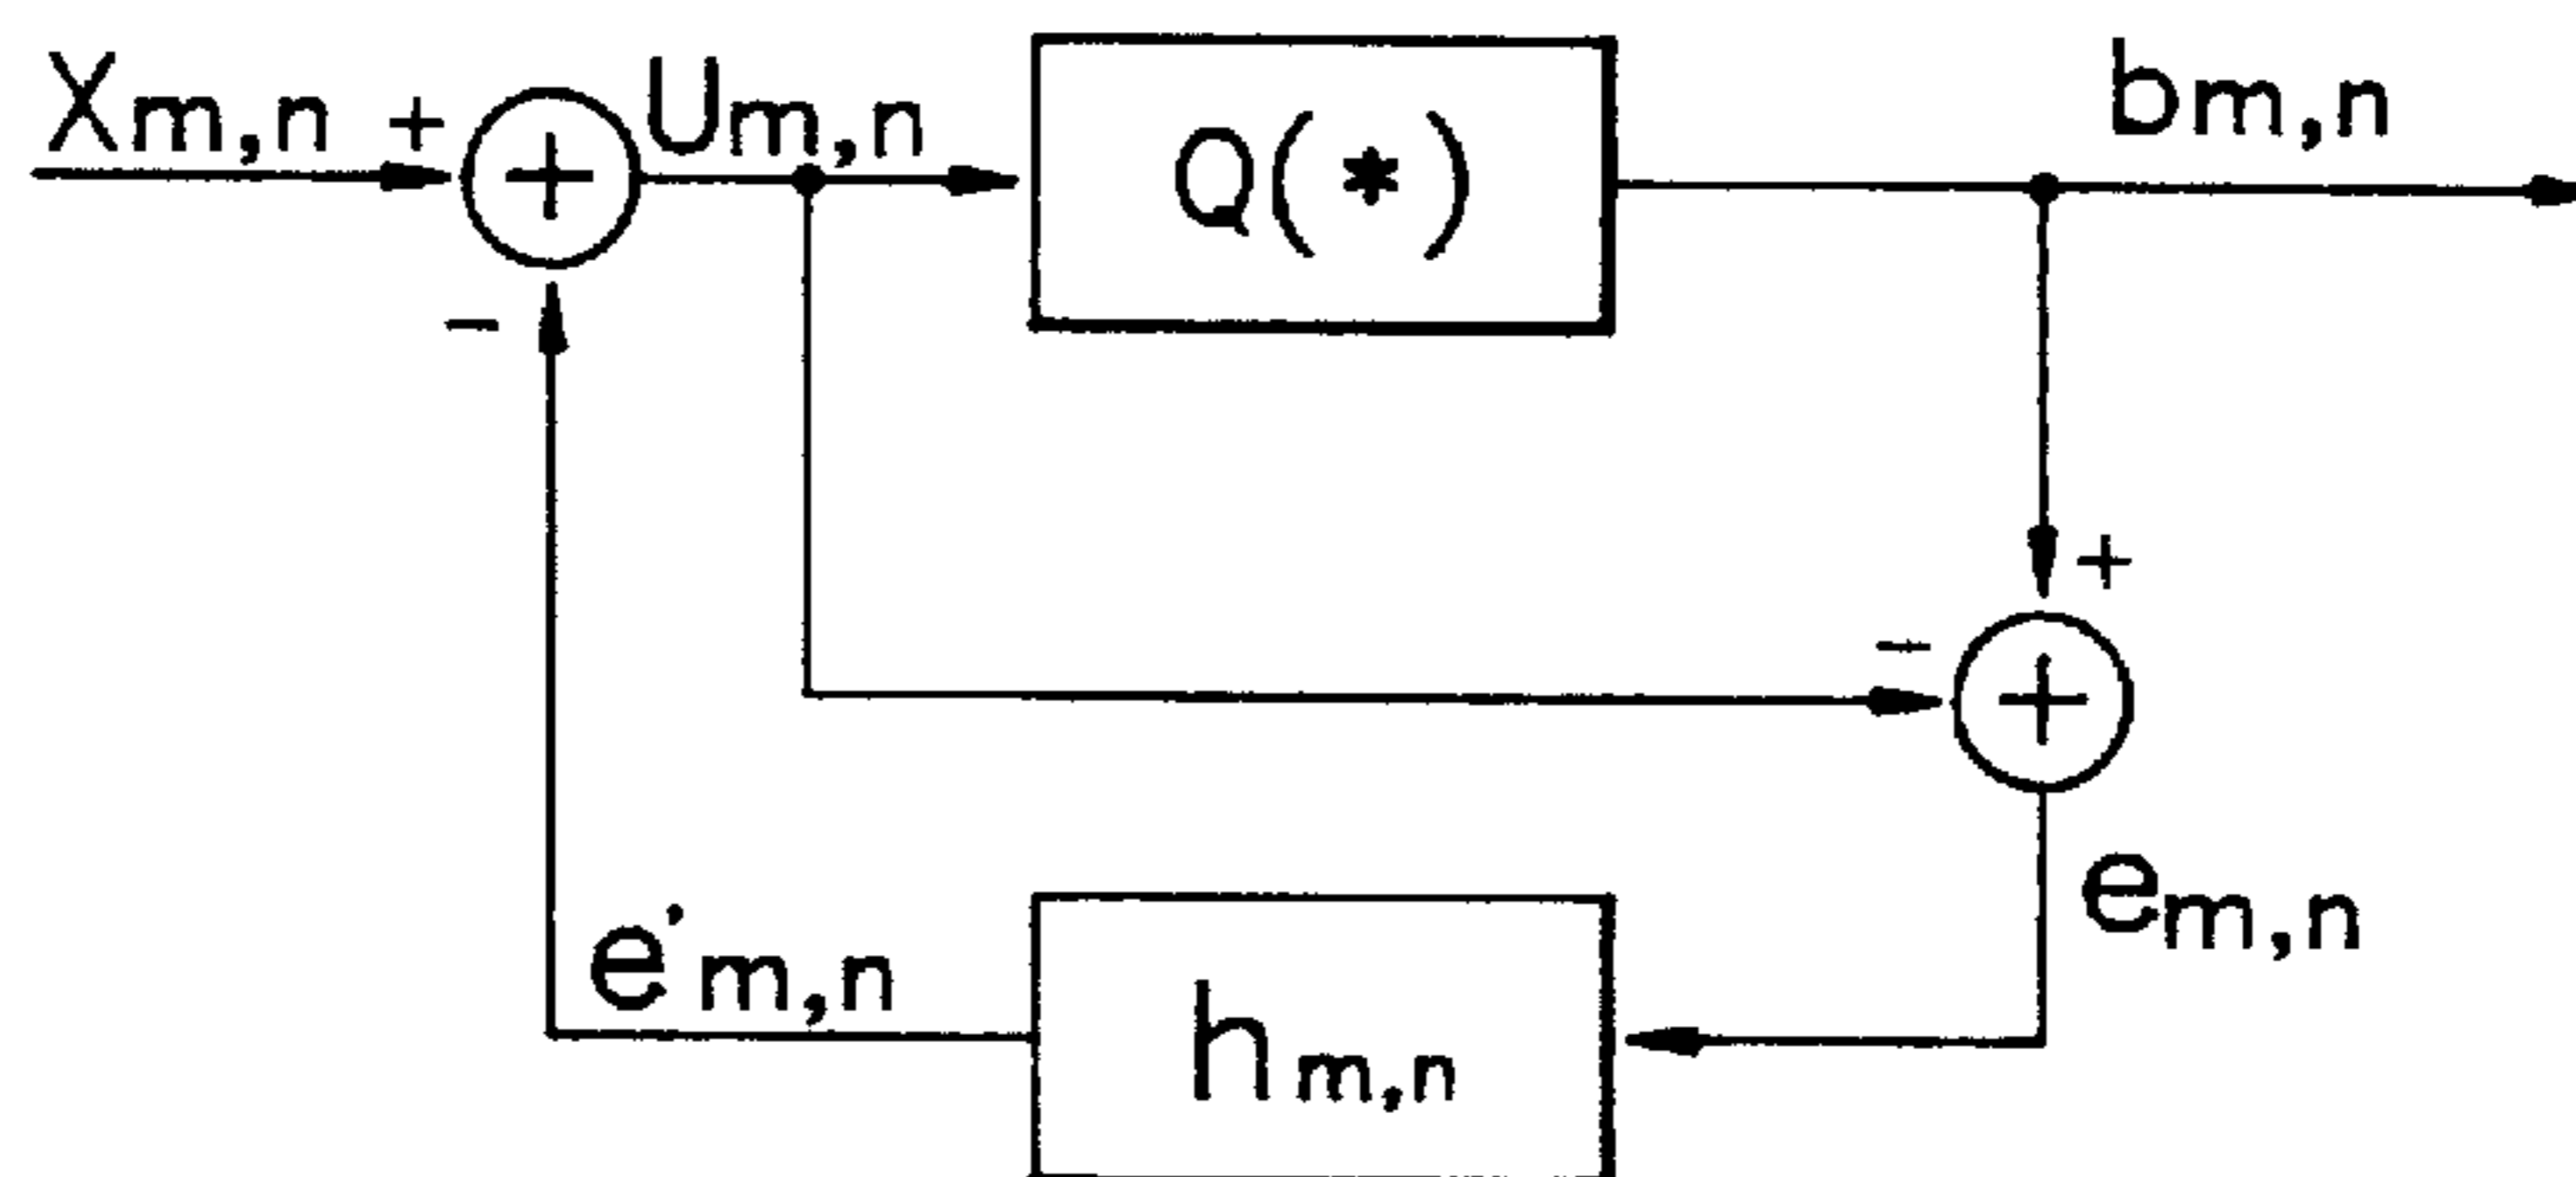 Xm,n +
Um,n
Q(*)
bm,n
-
+
-
em,n
e'm,n
hm,n